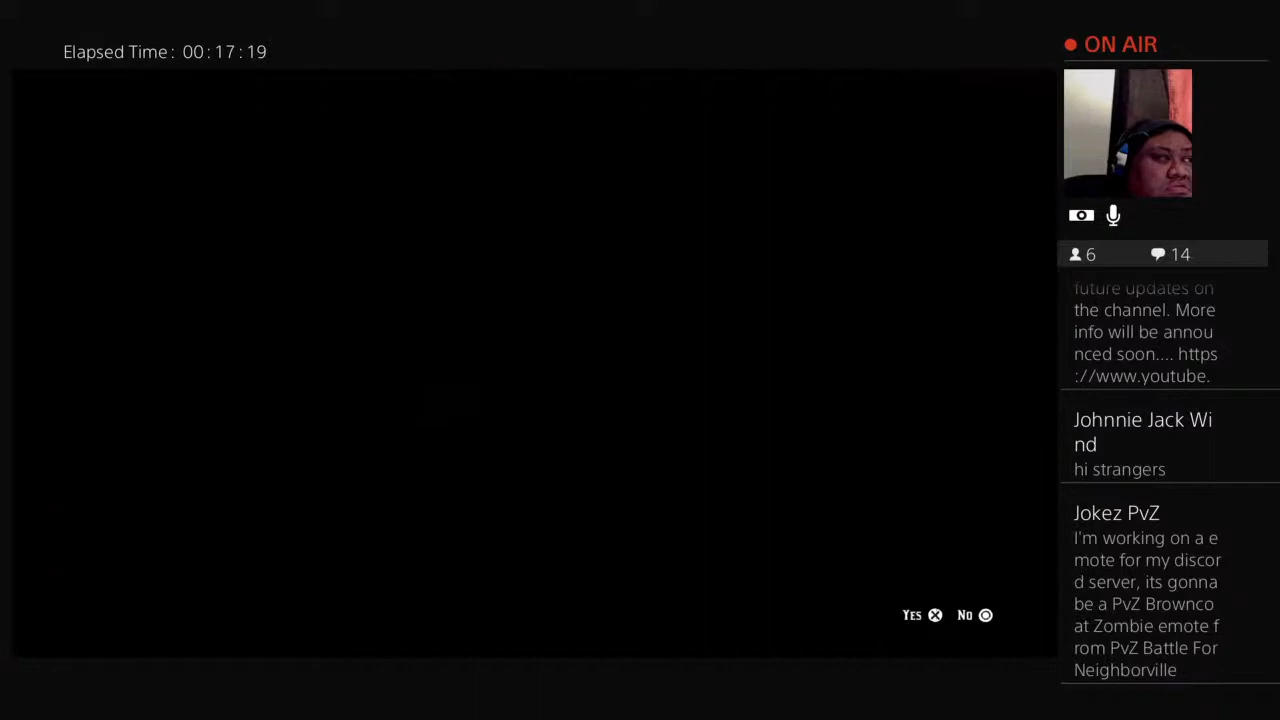 Elapsed Time: 00:17:19
ON AIR
6 14
future updates on
the channel. More
info will be annou
nced soon.... https
://www.youtube.
Johnnie Jack Wi
nd
hi strangers
Jokez PvZ
I'm working on a e
mote for my discor
d server, its gonna
be a PvZ Brownco
at Zombie emote f
rom PvZ Battle For
Neighborville
Yes No